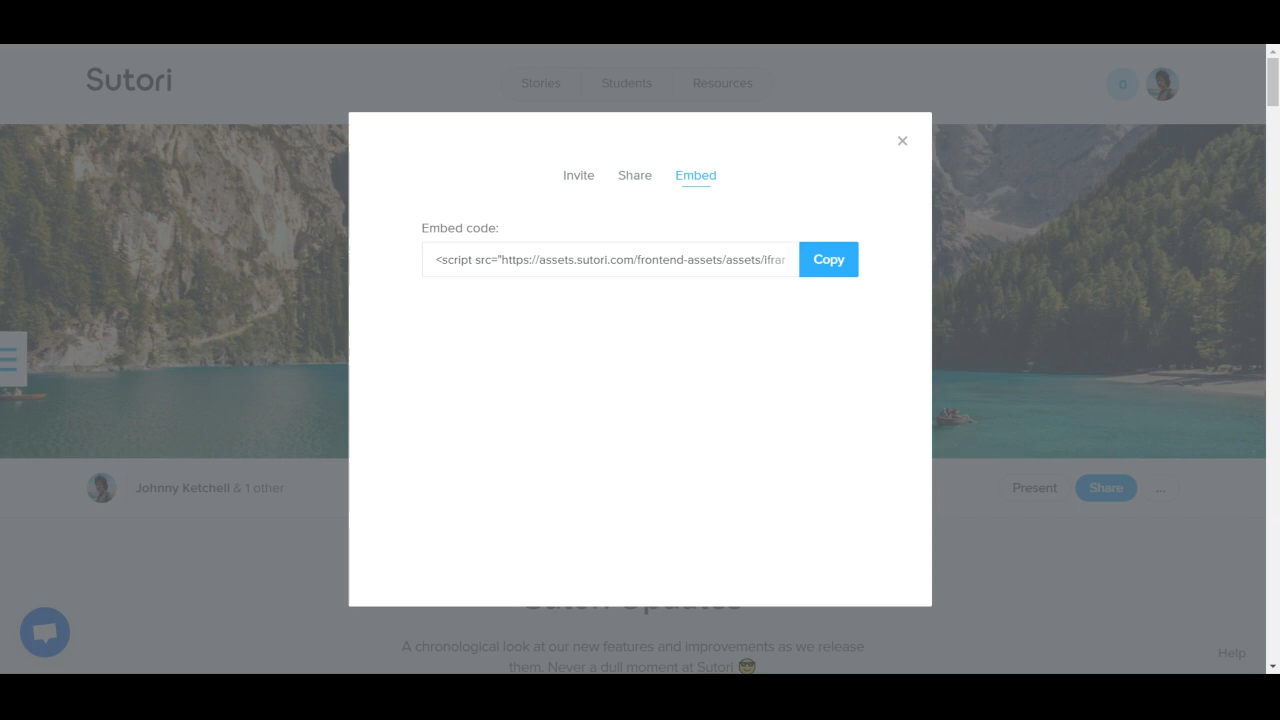 Sutori
Stories
Students
Resources
0
Invite
Share
Embed
Embed code:
<script src="https://assets.sutori.com/frontend-assets/assets/ifrar
Copy
Johnny Ketchell & 1 other
Present
Share
...
Sutori Updates
A chronological look at our new features and improvements as we release
them. Never a dull moment at Sutori 😎
Help